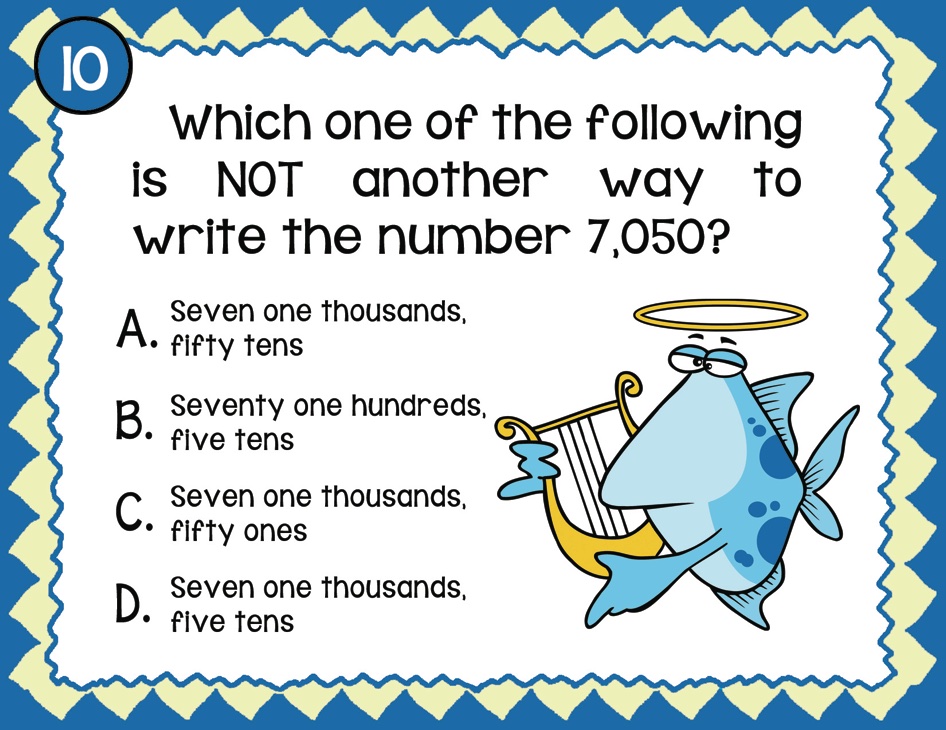 10
Which one of the following
is NOT another way to
write the number 7,050?
A. Seven one thousands,
fifty tens
B. Seventy one hundreds,
five tens
C. Seven one thousands,
fifty ones
D. Seven one thousands,
five tens